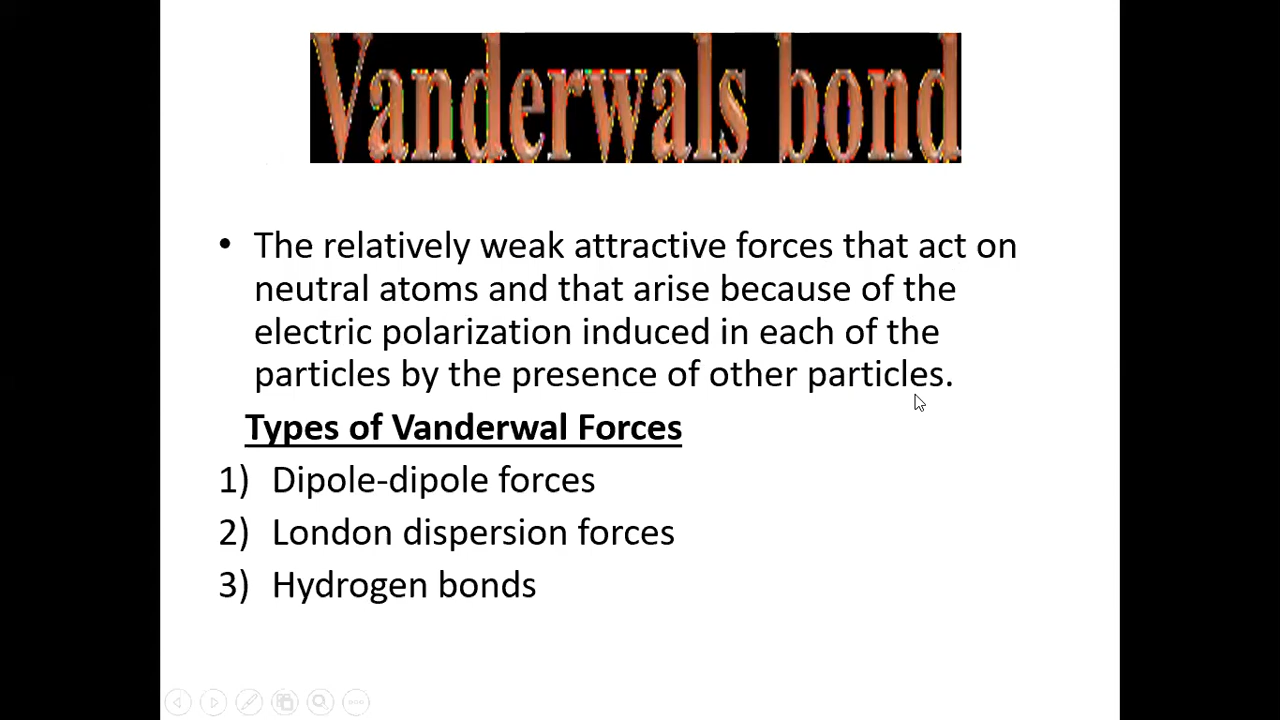 Vanderwals bond
• The relatively weak attractive forces that act on
neutral atoms and that arise because of the
electric polarization induced in each of the
particles by the presence of other particles.
Types of Vanderwal Forces
1) Dipole-dipole forces
2) London dispersion forces
3) Hydrogen bonds